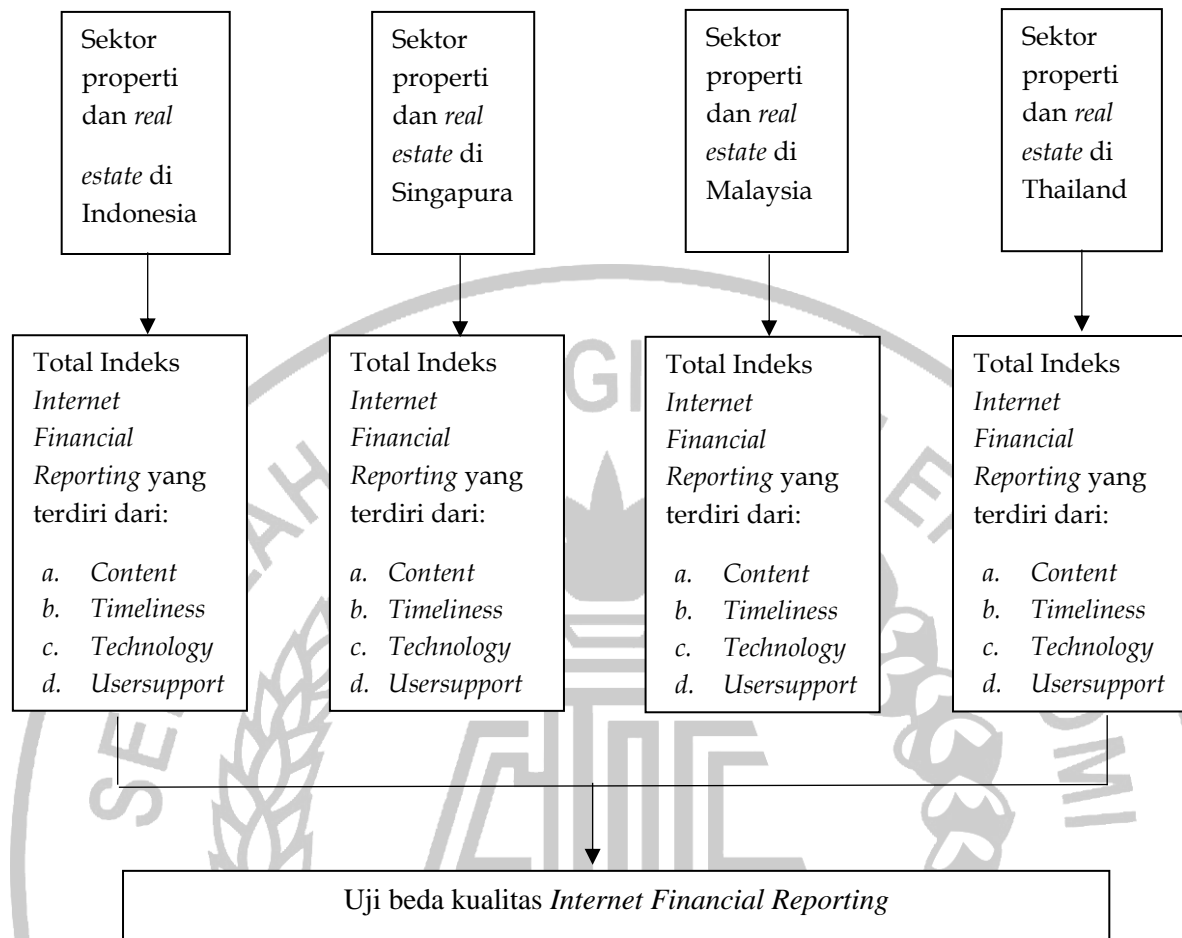 Sektor
properti
dan real
estate di
Indonesia
Sektor
properti
dan real
estate di
Singapura
Sektor
properti
dan real
estate di
Malaysia
Sektor
properti
dan real
estate di
Thailand
Total Indeks
Internet
Financial
Reporting yang
terdiri dari:
a. Content
b. Timeliness
c. Technology
d. Usersupport
Total Indeks
Internet
Financial
Reporting yang
terdiri dari:
a. Content
b. Timeliness
c. Technology
d. Usersupport
Total Indeks
Internet
Financial
Reporting yang
terdiri dari:
a. Content
b. Timeliness
c. Technology
d. Usersupport
Total Indeks
Internet
Financial
Reporting yang
terdiri dari:
a. Content
b. Timeliness
c. Technology
d. Usersupport
Uji beda kualitas Internet Financial Reporting